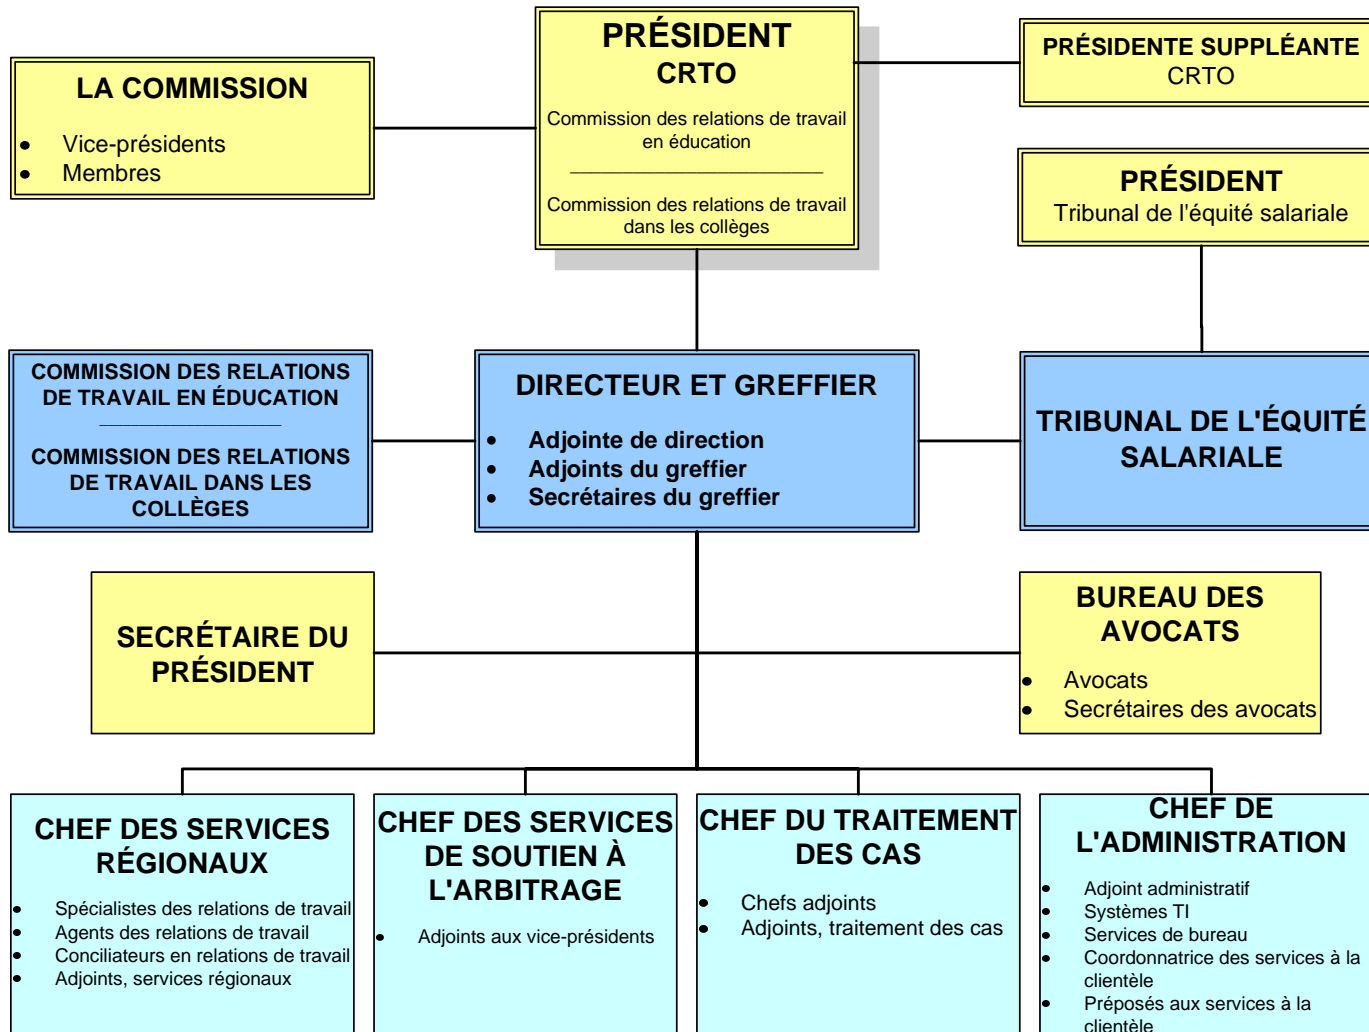 PRÉSIDENT
CRTO
Commission des relations de travail
en éducation
Commission des relations de travail
dans les collèges
LA COMMISSION
• Vice-présidents
• Membres
PRÉSIDENTE SUPPLÉANTE
CRTO
PRÉSIDENT
Tribunal de l'équité salariale
COMMISSION DES RELATIONS
DE TRAVAIL EN ÉDUCATION
COMMISSION DES RELATIONS
DE TRAVAIL DANS LES
COLLÈGES
DIRECTEUR ET GREFFIER
• Adjointe de direction
• Adjoints du greffier
• Secrétaires du greffier
TRIBUNAL DE L'ÉQUITÉ
SALARIALE
SECRÉTAIRE DU
PRÉSIDENT
BUREAU DES
AVOCATS
• Avocats
• Secrétaires des avocats
CHEF DES SERVICES
RÉGIONAUX
• Spécialistes des relations de travail
• Agents des relations de travail
• Conciliateurs en relations de travail
• Adjoints, services régionaux
CHEF DES SERVICES
DE SOUTIEN À
L'ARBITRAGE
• Adjoints aux vice-présidents
CHEF DU TRAITEMENT
DES CAS
• Chefs adjoints
• Adjoints, traitement des cas
CHEF DE
L'ADMINISTRATION
• Adjoint administratif
• Systèmes TI
• Services de bureau
• Coordonnatrice des services à la
clientèle
• Préposés aux services à la
clientèle